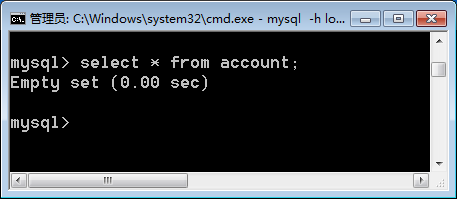 管理员: C:\Windows\system32\cmd.exe - mysql  -h lo...
mysql> select * from account;
Empty set (0.00 sec)
mysql>